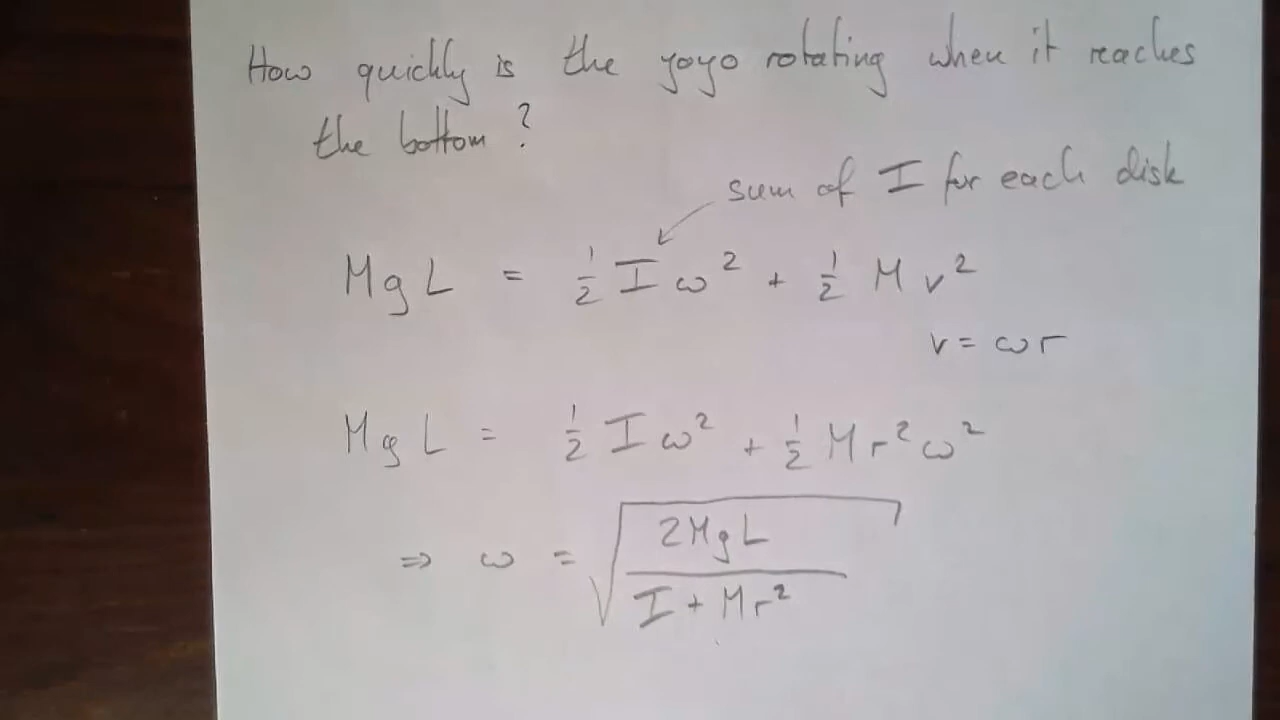 How quickly is the yoyo rotating when it reaches
the bottom?
sum of I for each disk
MgL = ½ I ω² + ½ M v²
v = ωr
MgL = ½ I ω² + ½ M r² ω²
⇒ ω = √(2MgL / (I + Mr²))